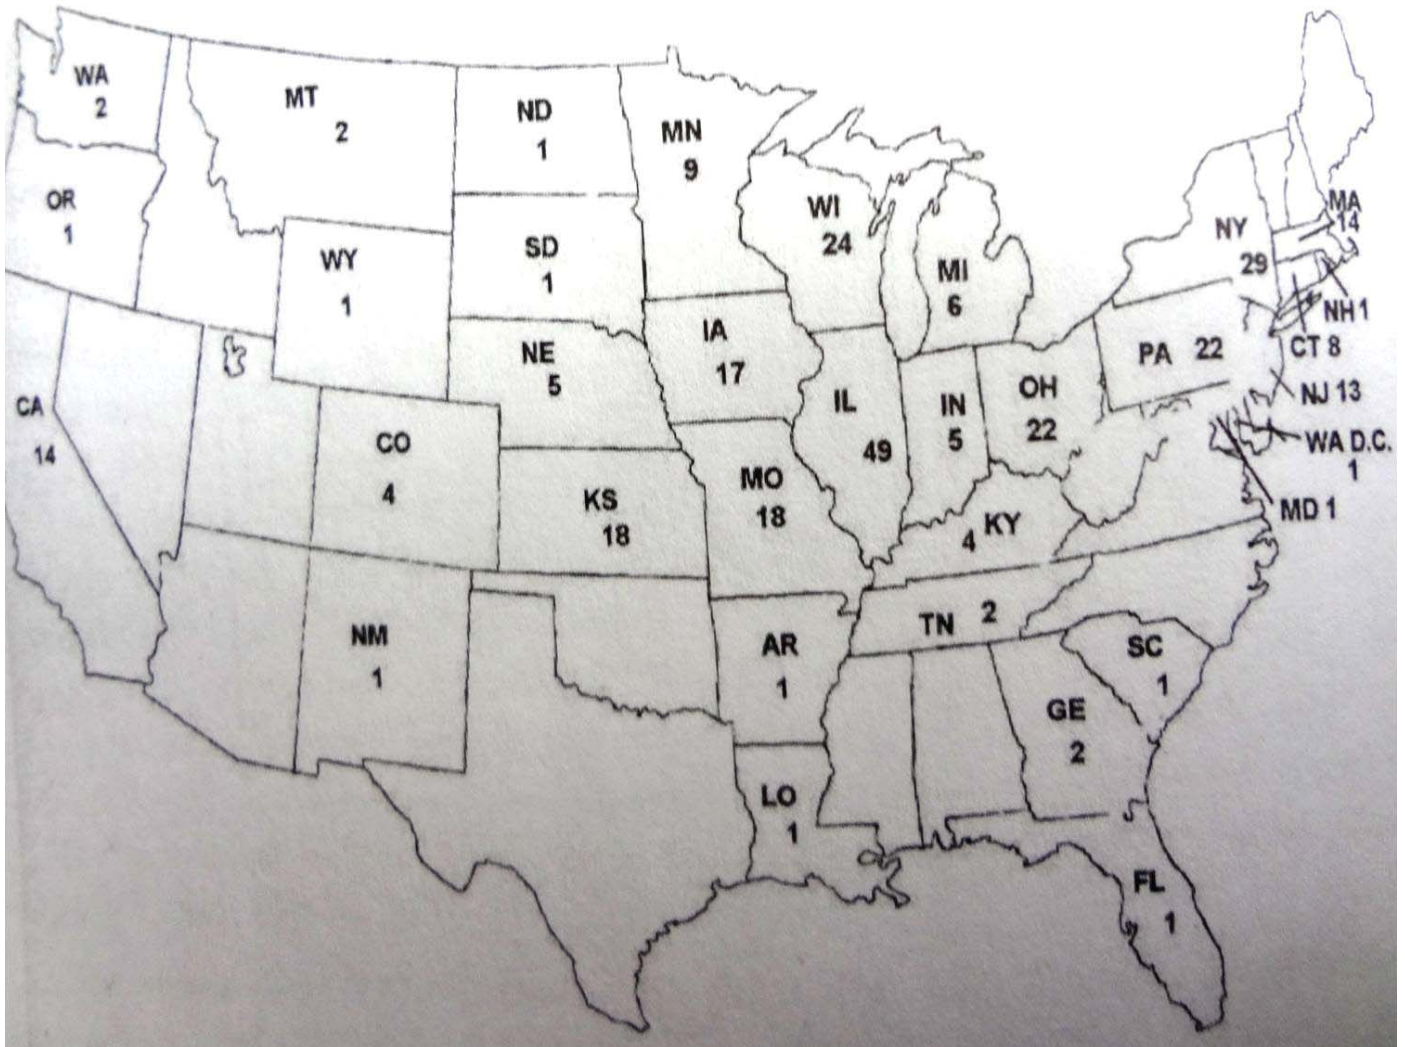 WA
2
MT
2
ND
1
MN
9
OR
1
WY
1
SD
1
WI
24
MI
6
NY
29
MA
14
NH 1
CT 8
NJ 13
WA D.C.
1
MD 1
PA 22
NE
5
IA
17
IL
49
IN
5
OH
22
CA
14
CO
4
KS
18
MO
18
KY
4
NM
1
AR
1
TN 2
SC
1
GE
2
LO
1
FL
1